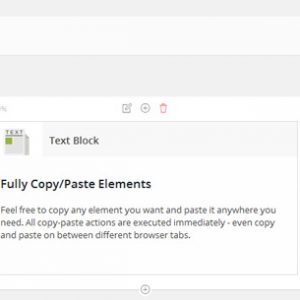 %
TEXT
Text Block
Fully Copy/Paste Elements
Feel free to copy any element you want and paste it anywhere you
need. All copy-paste actions are executed immediately - even copy
and paste on between different browser tabs.